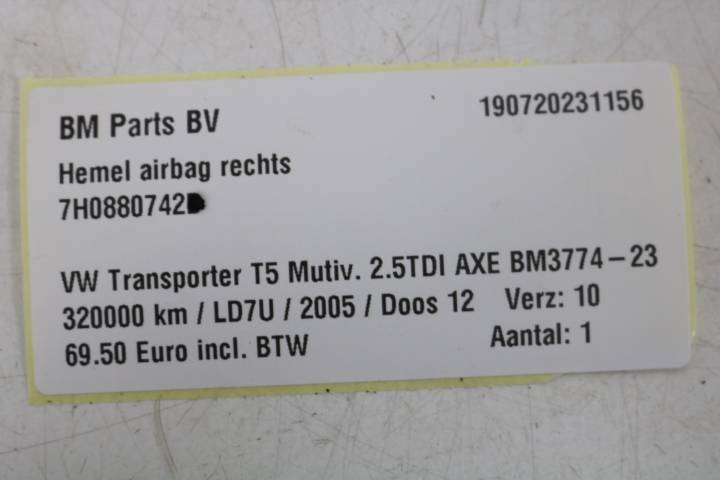 BM Parts BV 190720231156
Hemel airbag rechts
7H0880742
VW Transporter T5 Mutiv. 2.5TDI AXE BM3774-23
320000 km / LD7U / 2005 / Doos 12 Verz: 10
69.50 Euro incl. BTW Aantal: 1